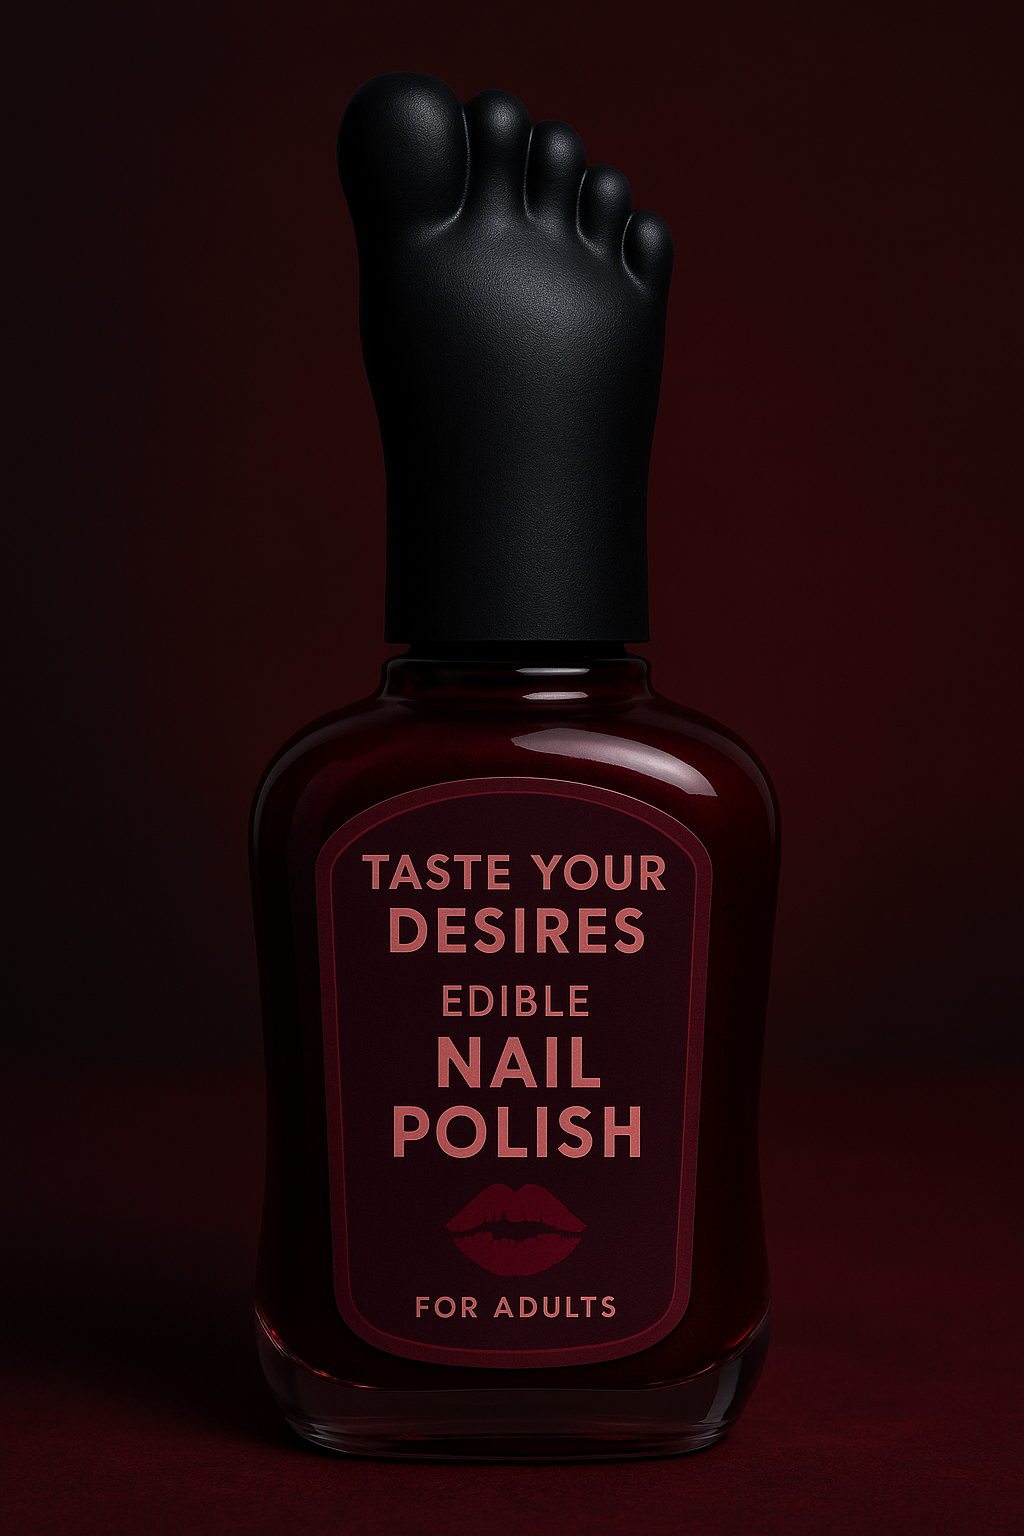 TASTE YOUR
DESIRES
EDIBLE
NAIL
POLISH
FOR ADULTS